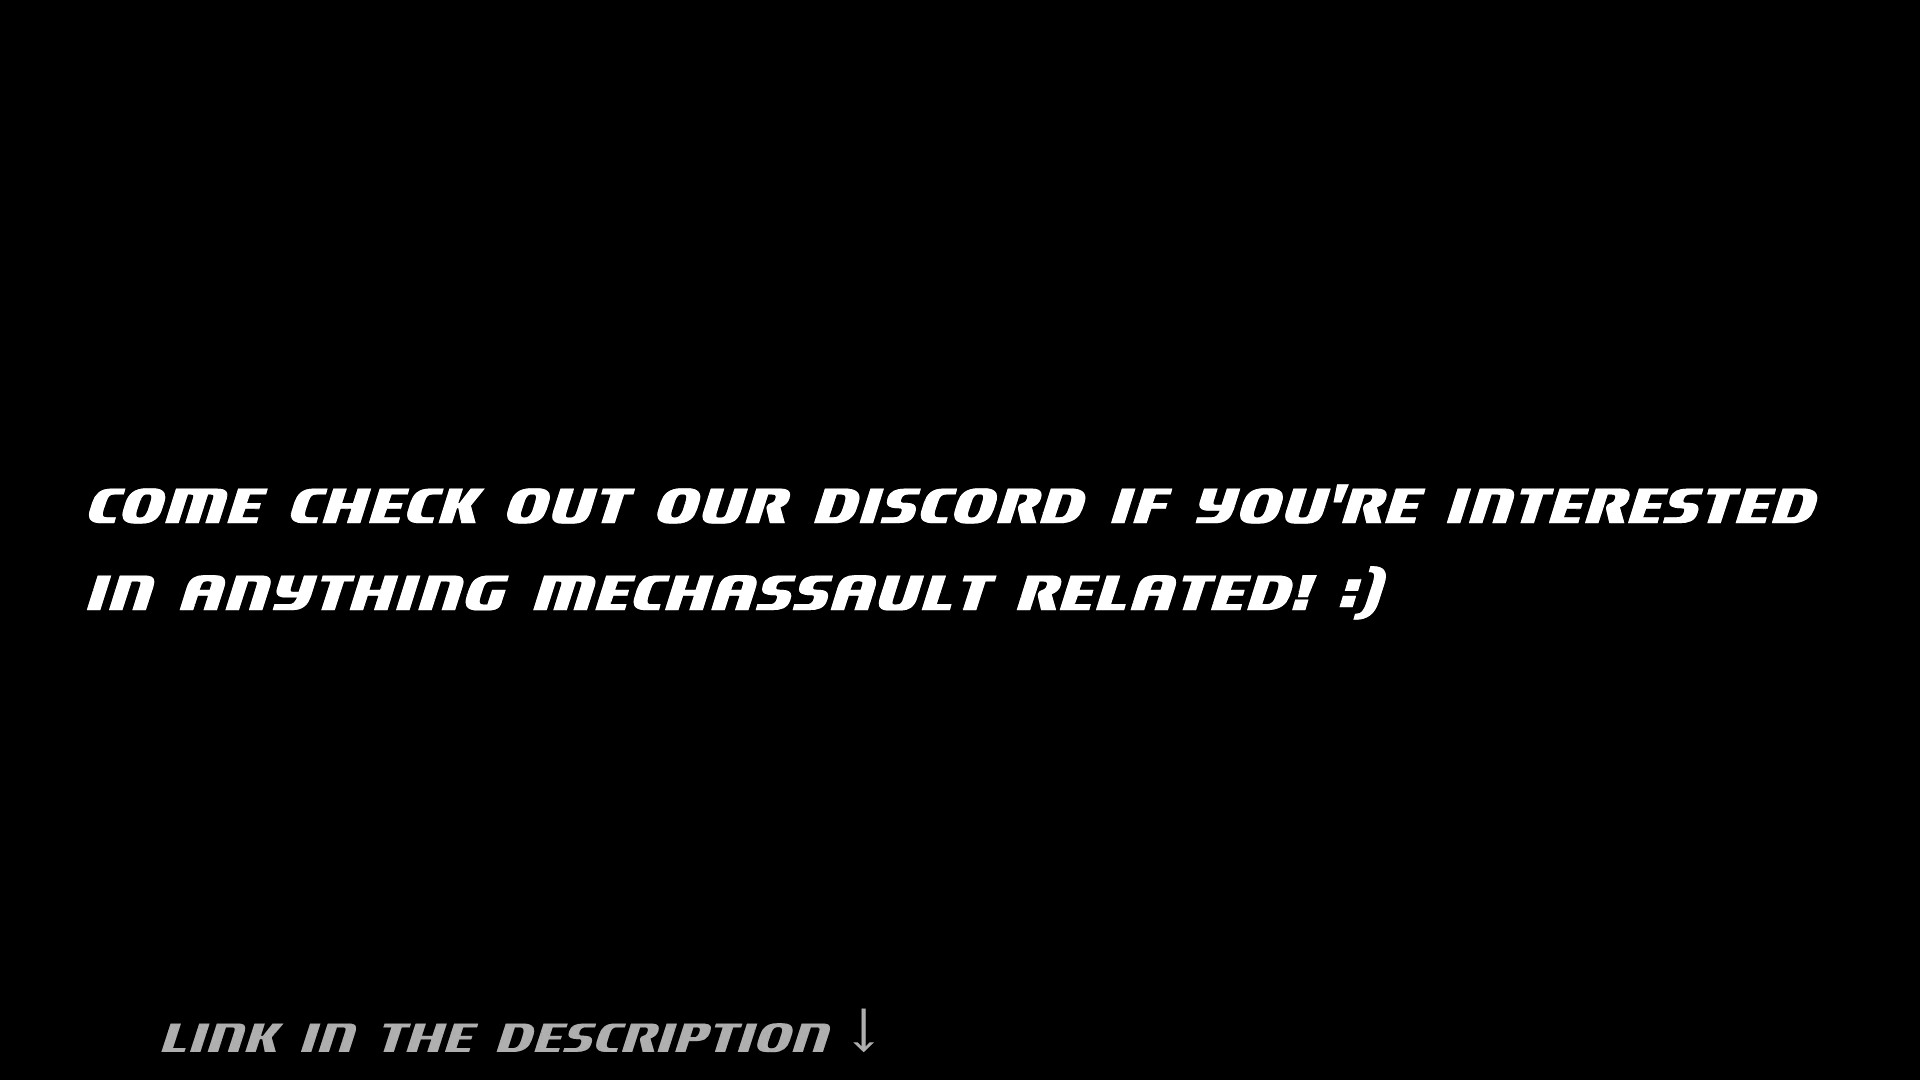 COME CHECK OUT OUR DISCORD IF YOU'RE INTERESTED
IN ANYTHING MECHASSAULT RELATED! :)
LINK IN THE DESCRIPTION ↓